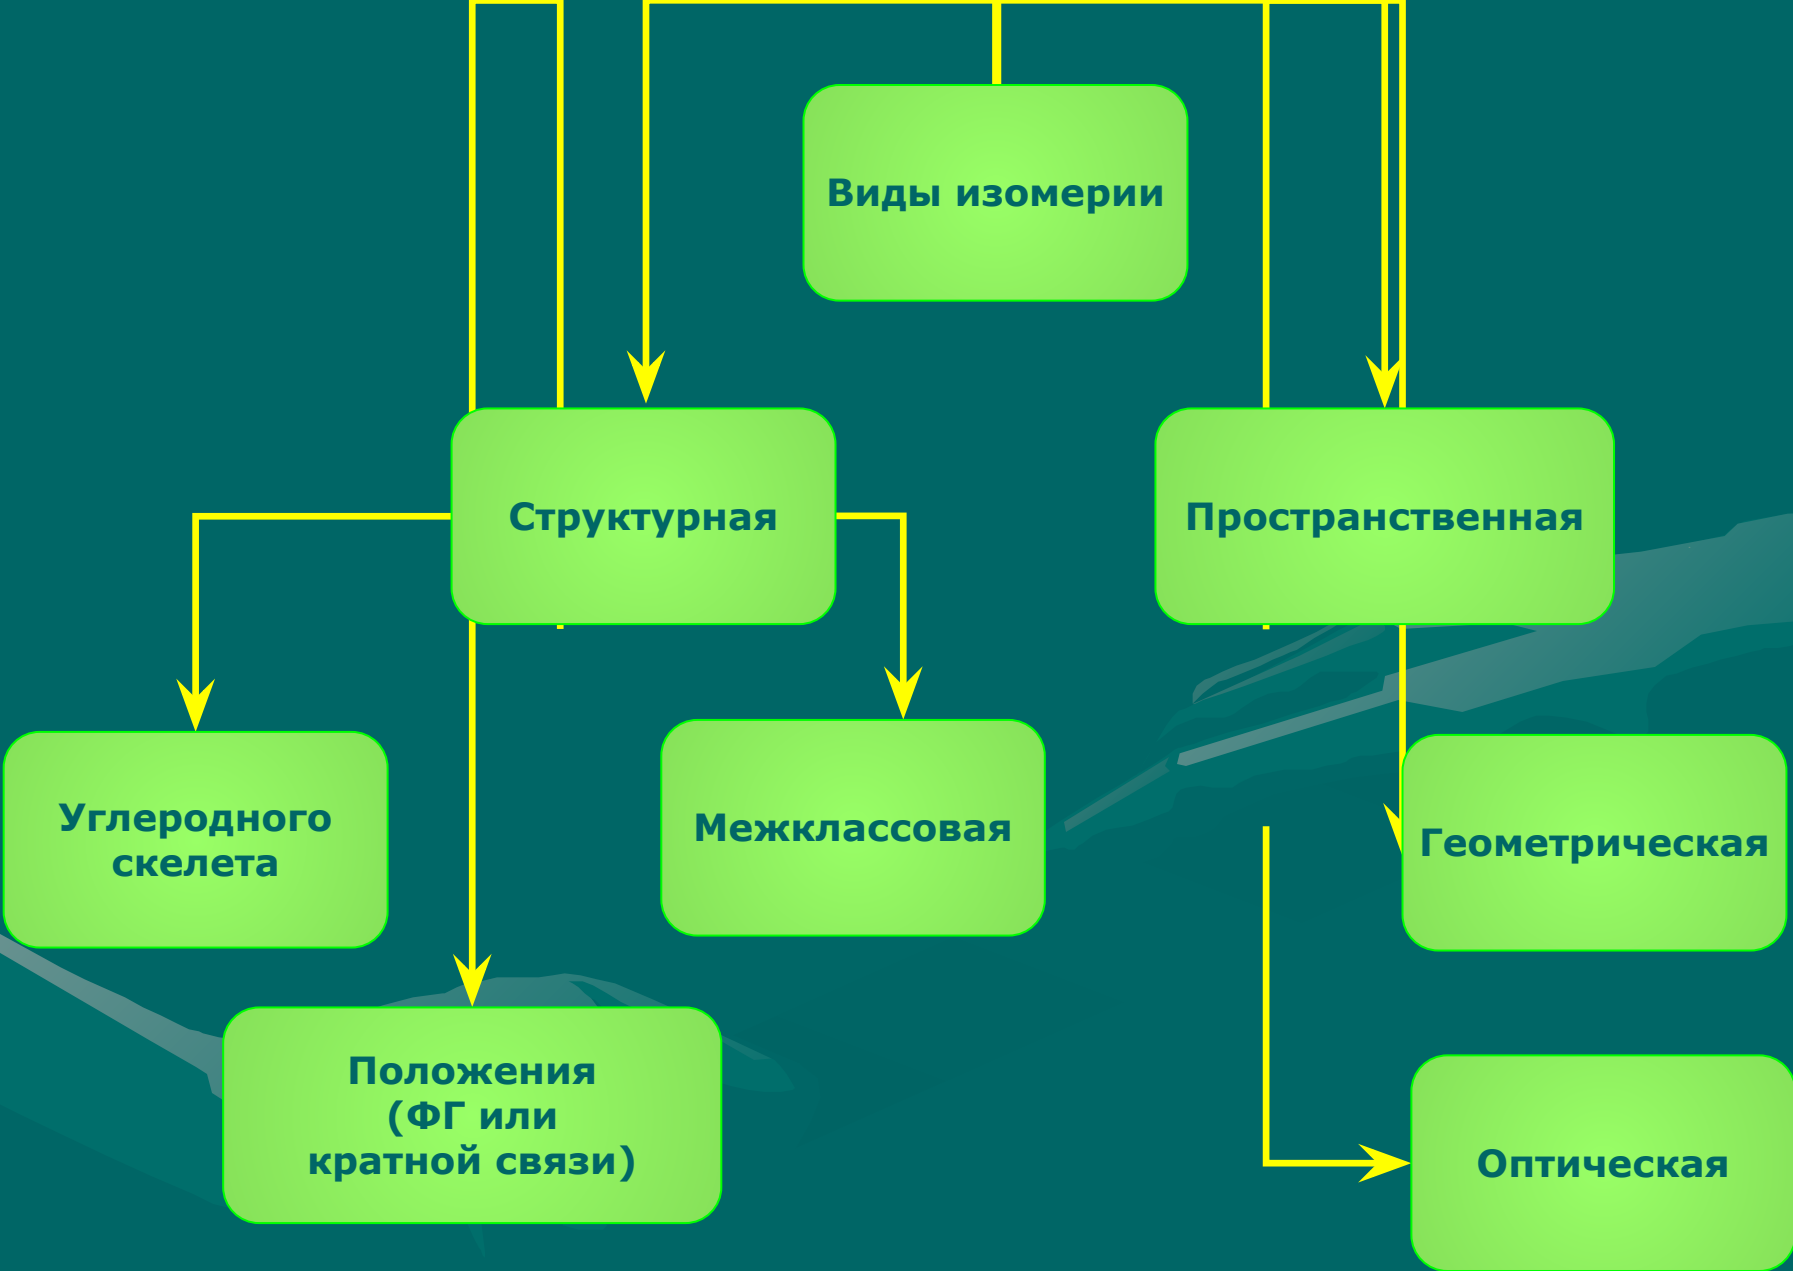 Виды изомерии
Структурная
Пространственная
Углеродного
скелета
Межклассовая
Геометрическая
Положения
(ФГ или
кратной связи)
Оптическая